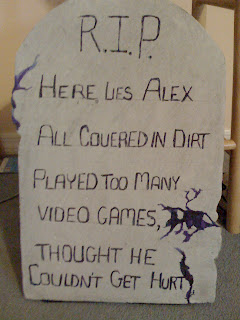 R.I.P.
HERE, LIES ALEX
ALL COVERED IN DIRT
PLAYED TOO MANY
VIDEO GAMES,
THOUGHT HE
COULDN'T GET HURT